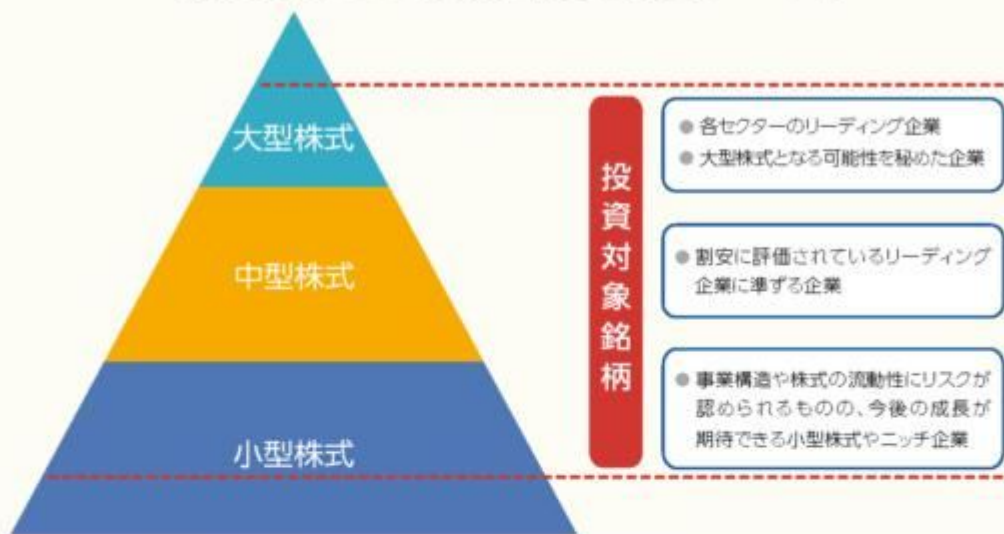 大型株式
中型株式
小型株式
投資対象銘柄
● 各セクターのリーディング企業
● 大型株式となる可能性を秘めた企業
● 割安に評価されているリーディング
企業に準ずる企業
● 事業構造や株式の流動性にリスクが
認められるものの、今後の成長が
期待できる小型株式やニッチ企業